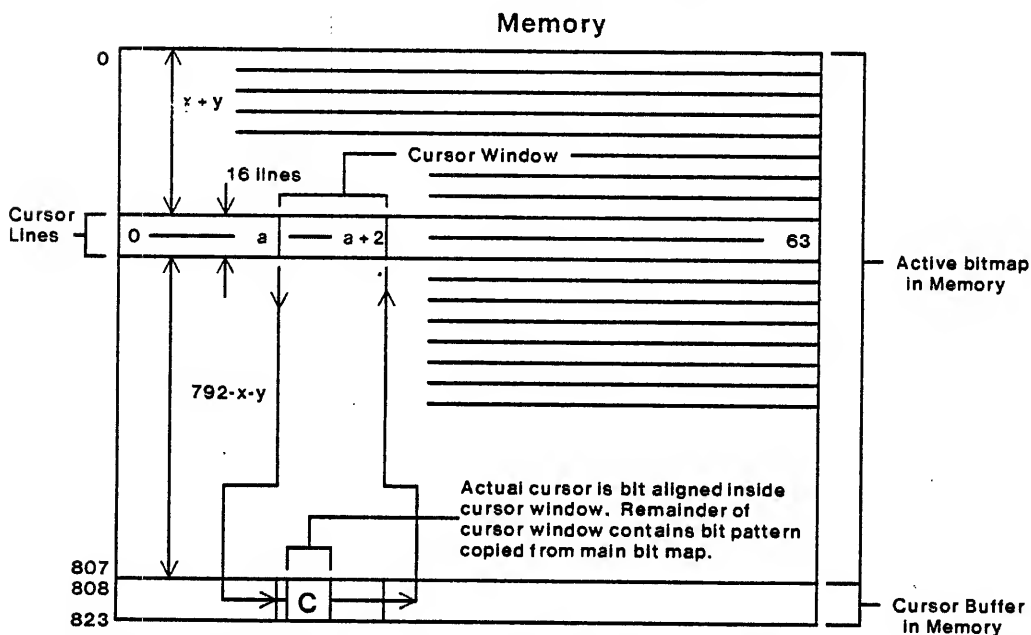 Memory
0
x + y
Cursor Window
16 lines
Cursor
Lines
0
a
a + 2
63
Active bitmap
in Memory
792-x-y
Actual cursor is bit aligned inside
cursor window. Remainder of
cursor window contains bit pattern
copied from main bit map.
807
808
C
823
Cursor Buffer
in Memory